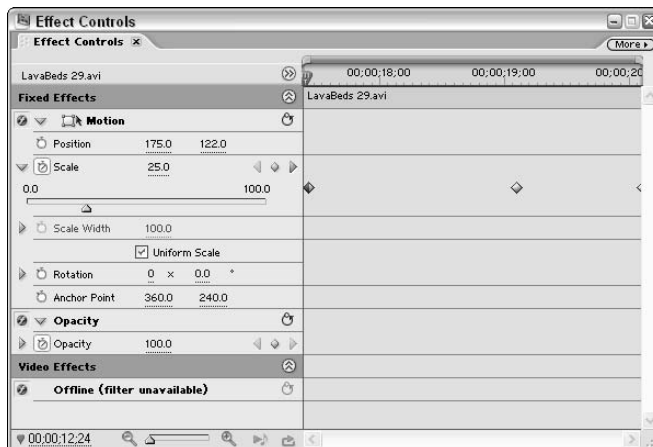 Effect Controls
Effect Controls
More
LavaBeds 29.avi
00;00;18;00 00;00;19;00 00;00;20
Fixed Effects
LavaBeds 29.avi
Motion
Position 175.0 122.0
Scale 25.0
0.0 100.0
Scale Width 100.0
Uniform Scale
Rotation 0 x 0.0 °
Anchor Point 360.0 240.0
Opacity
Opacity 100.0
Video Effects
Offline (filter unavailable)
00;00;12;24